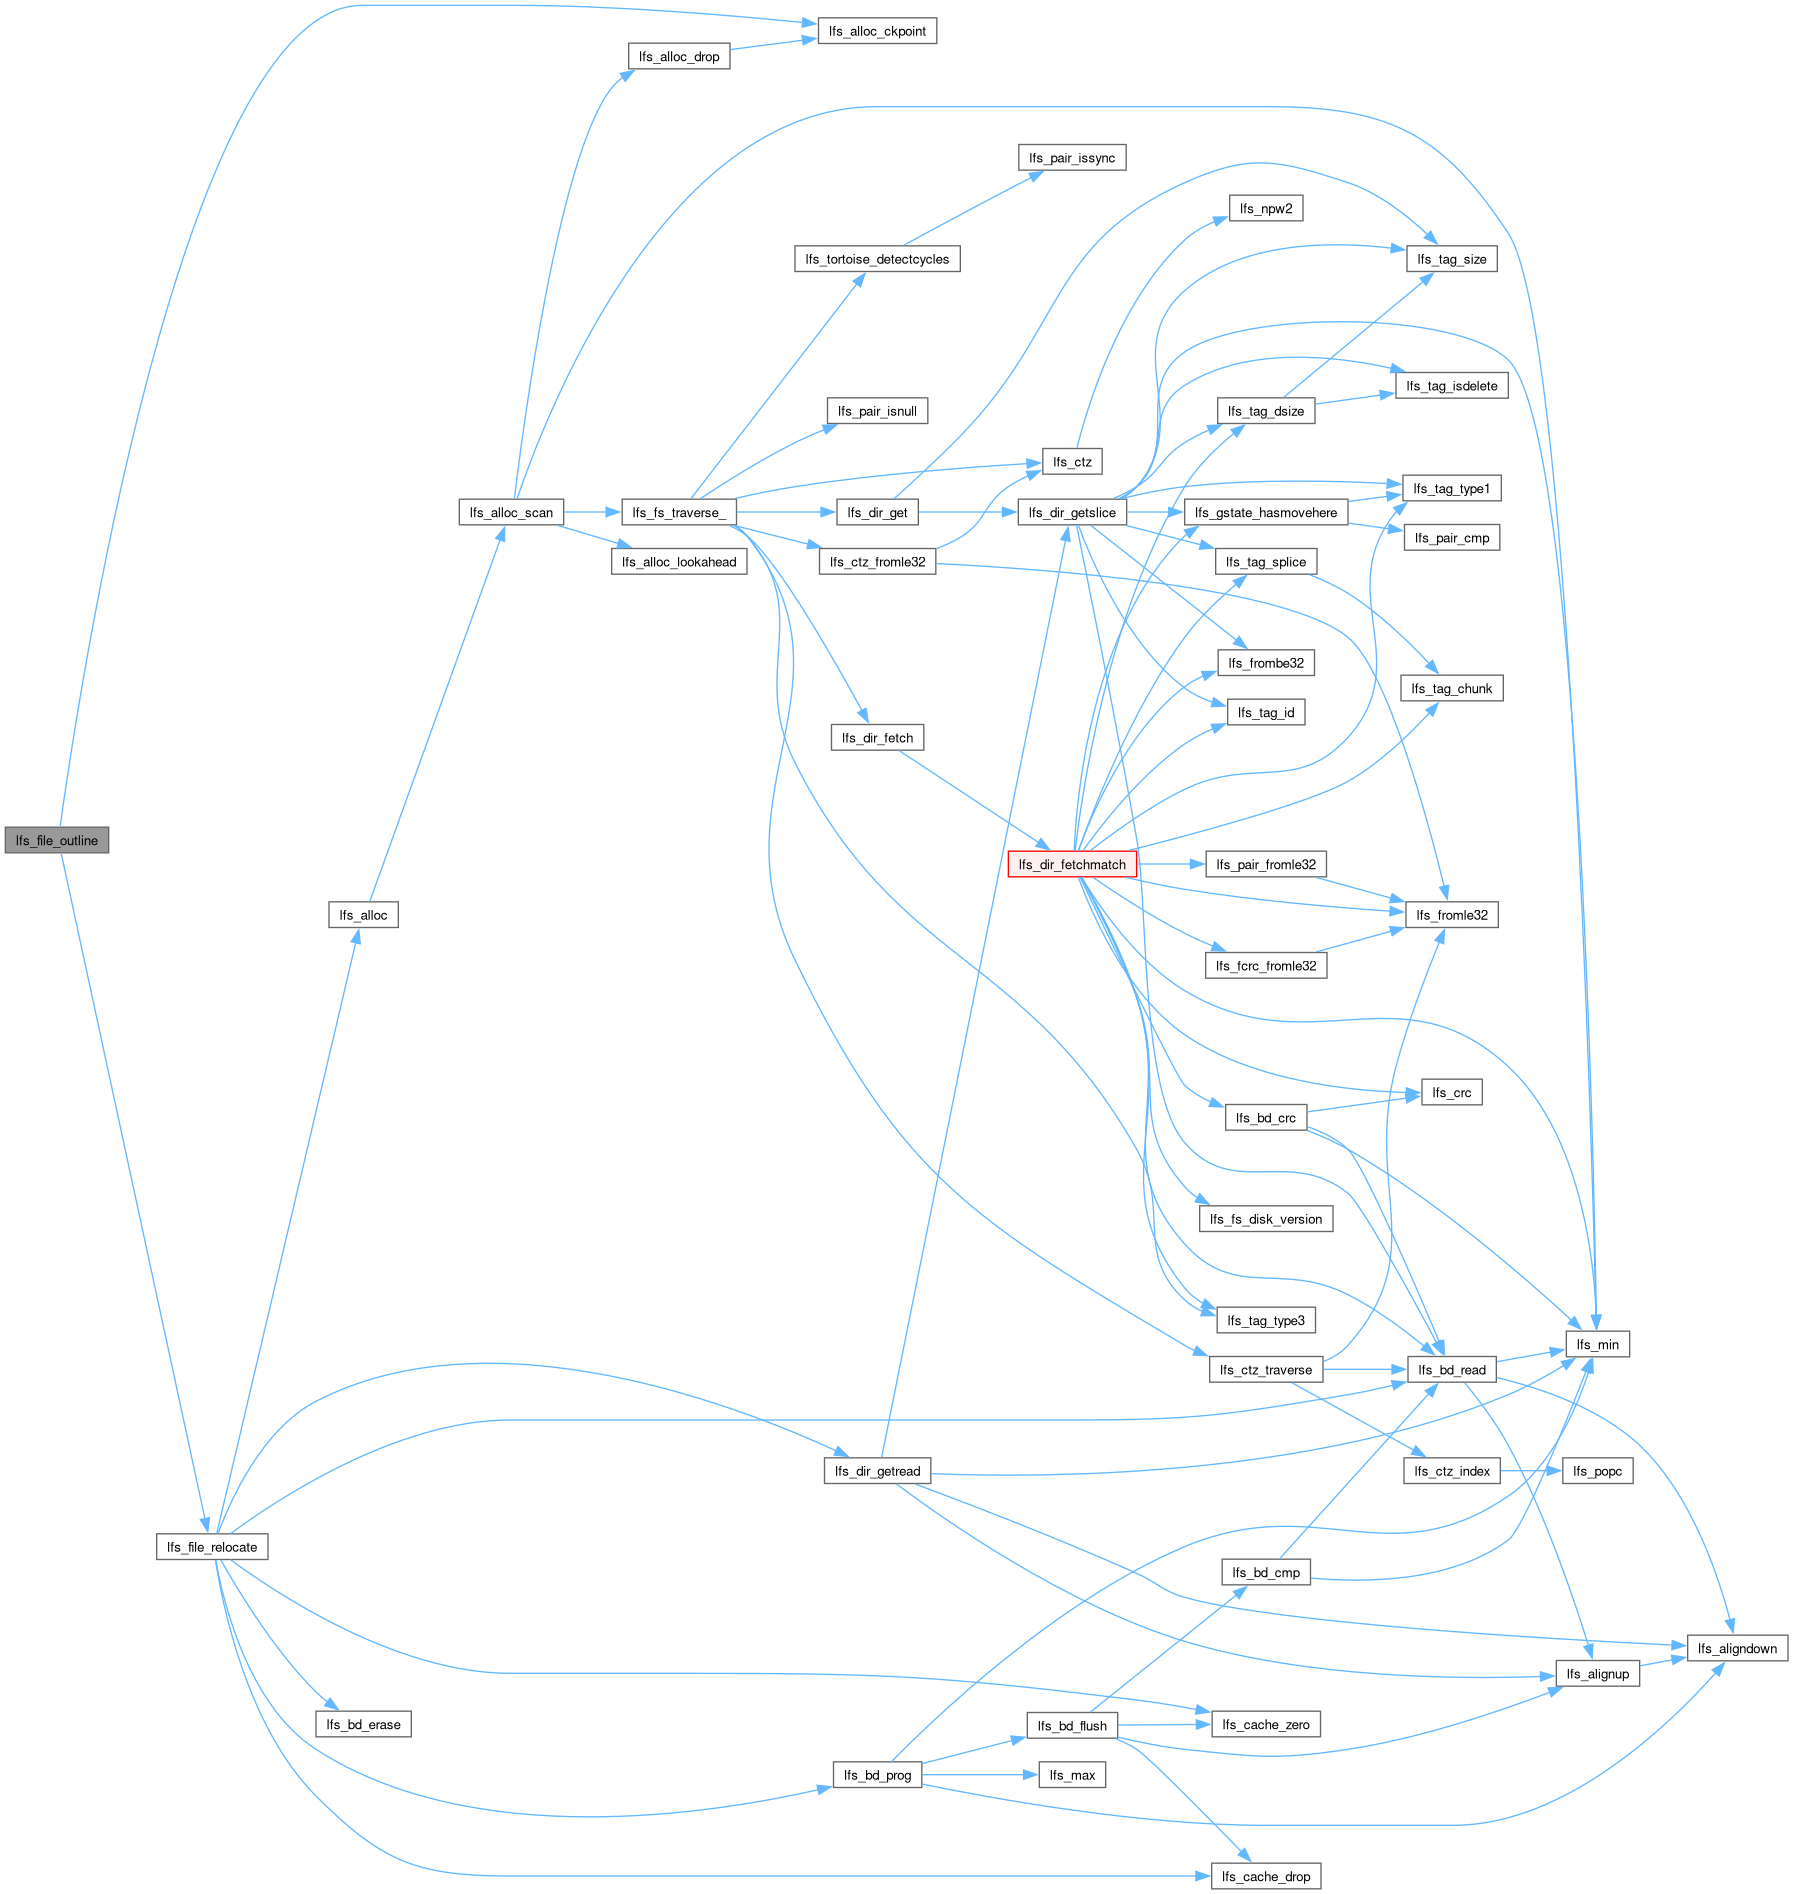 lfs_alloc_ckpoint
lfs_alloc_drop
lfs_pair_issync
lfs_npw2
lfs_tortoise_detectcycles
lfs_tag_size
lfs_tag_isdelete
lfs_pair_isnull
lfs_tag_dsize
lfs_ctz
lfs_tag_type1
lfs_alloc_scan
lfs_fs_traverse_
lfs_dir_get
lfs_dir_getslice
lfs_gstate_hasmovehere
lfs_pair_cmp
lfs_alloc_lookahead
lfs_ctz_fromle32
lfs_tag_splice
lfs_frombe32
lfs_tag_chunk
lfs_tag_id
lfs_dir_fetch
lfs_file_outline
lfs_dir_fetchmatch
lfs_pair_fromle32
lfs_alloc
lfs_fromle32
lfs_fcrc_fromle32
lfs_crc
lfs_bd_crc
lfs_fs_disk_version
lfs_tag_type3
lfs_min
lfs_ctz_traverse
lfs_bd_read
lfs_dir_getread
lfs_ctz_index
lfs_popc
lfs_file_relocate
lfs_bd_cmp
lfs_aligndown
lfs_alignup
lfs_bd_erase
lfs_bd_flush
lfs_cache_zero
lfs_bd_prog
lfs_max
lfs_cache_drop